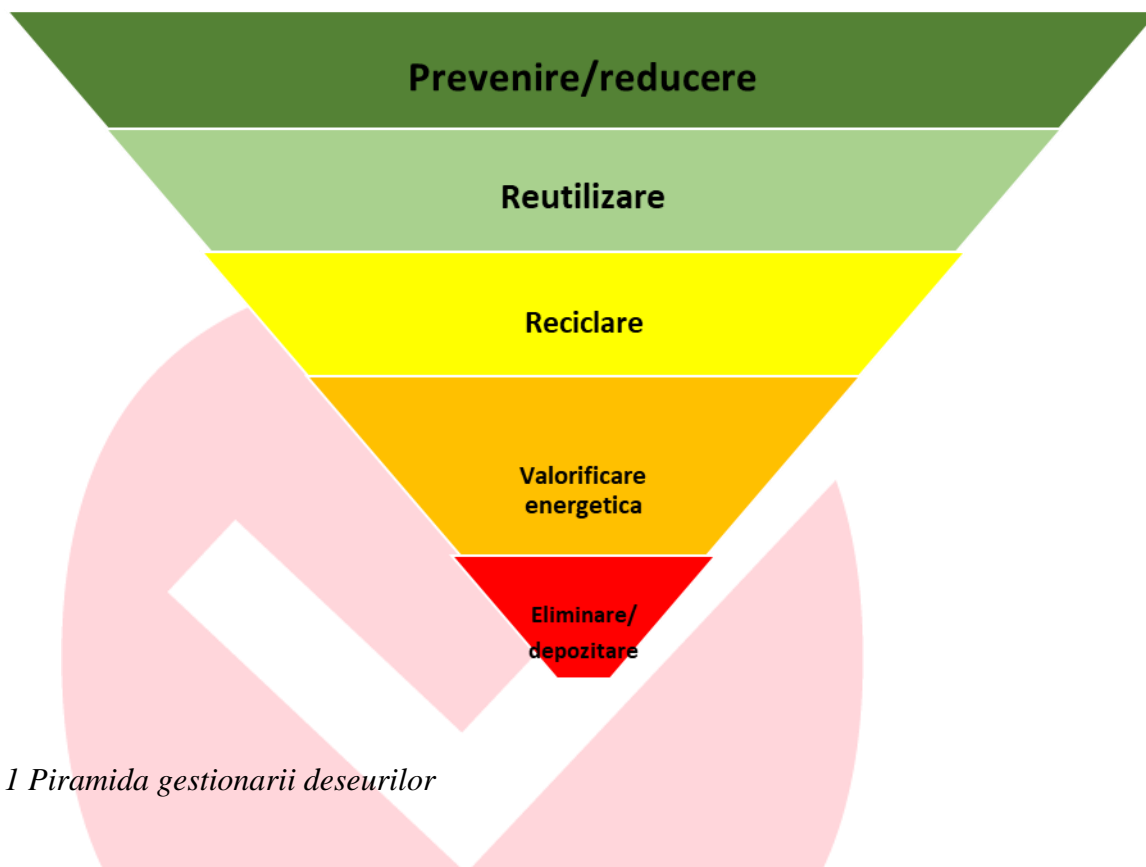 Prevenire/reducere
Reutilizare
Reciclare
Valorificare
energetica
Eliminare/
depozitare
1 Piramida gestionarii deseurilor